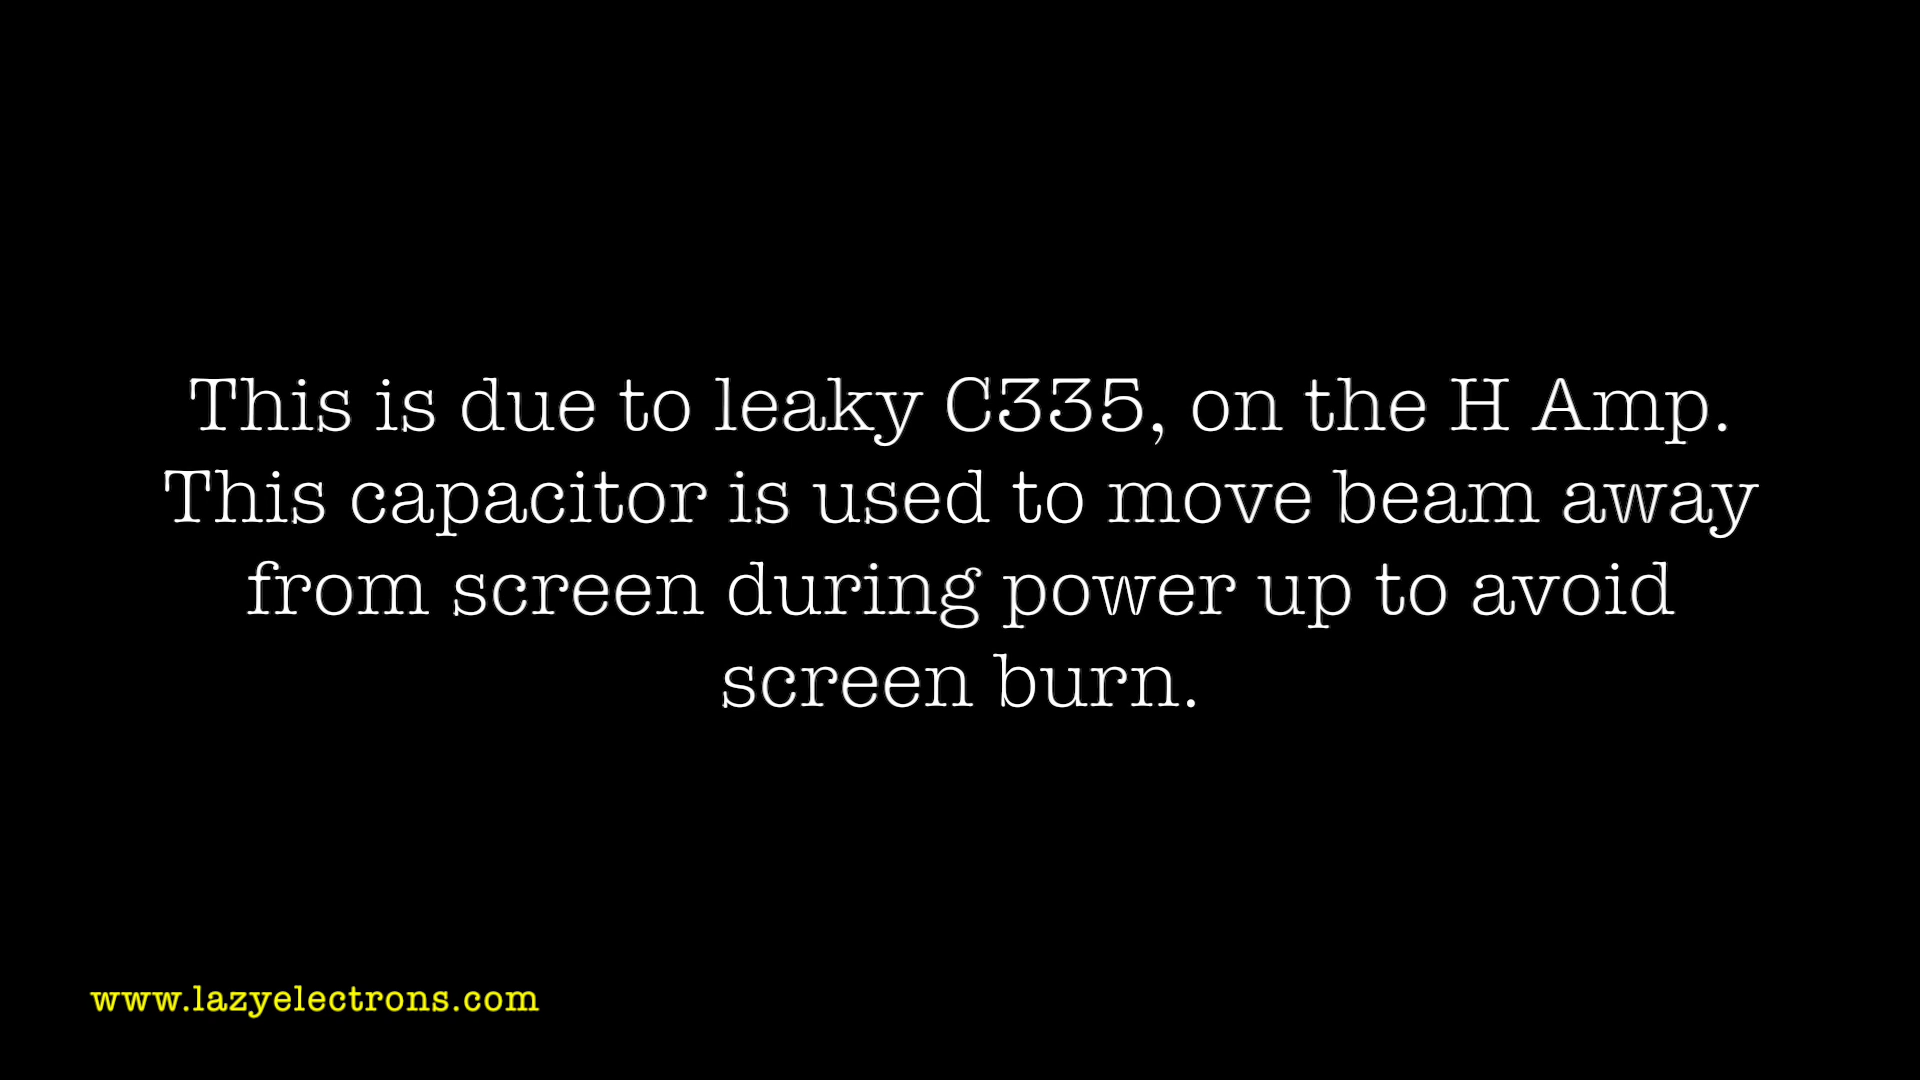 This is due to leaky C335, on the H Amp.
This capacitor is used to move beam away
from screen during power up to avoid
screen burn.
www.lazyelectrons.com